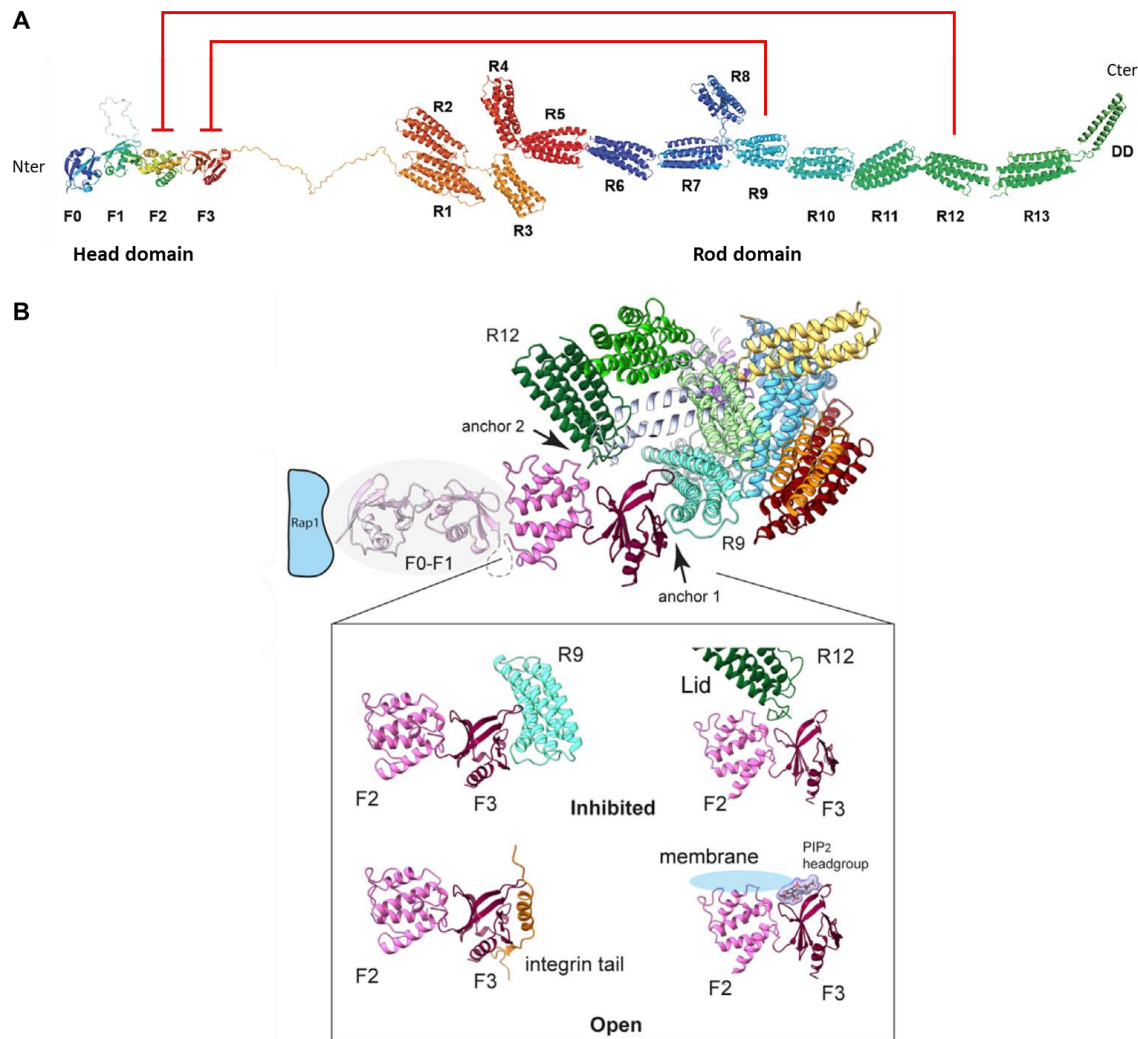 A
Nter
F0
F1
F2
F3
Head domain
R4
R2
R5
R8
R1
R3
R6
R7
R9
R10
R11
R12
R13
Cter
DD
Rod domain
B
R12
anchor 2
Rap1
F0-F1
R9
anchor 1
R9
F2
F3
Lid
R12
F2
F3
Inhibited
F2
F3
integrin tail
membrane
PIP2
headgroup
F2
F3
Open